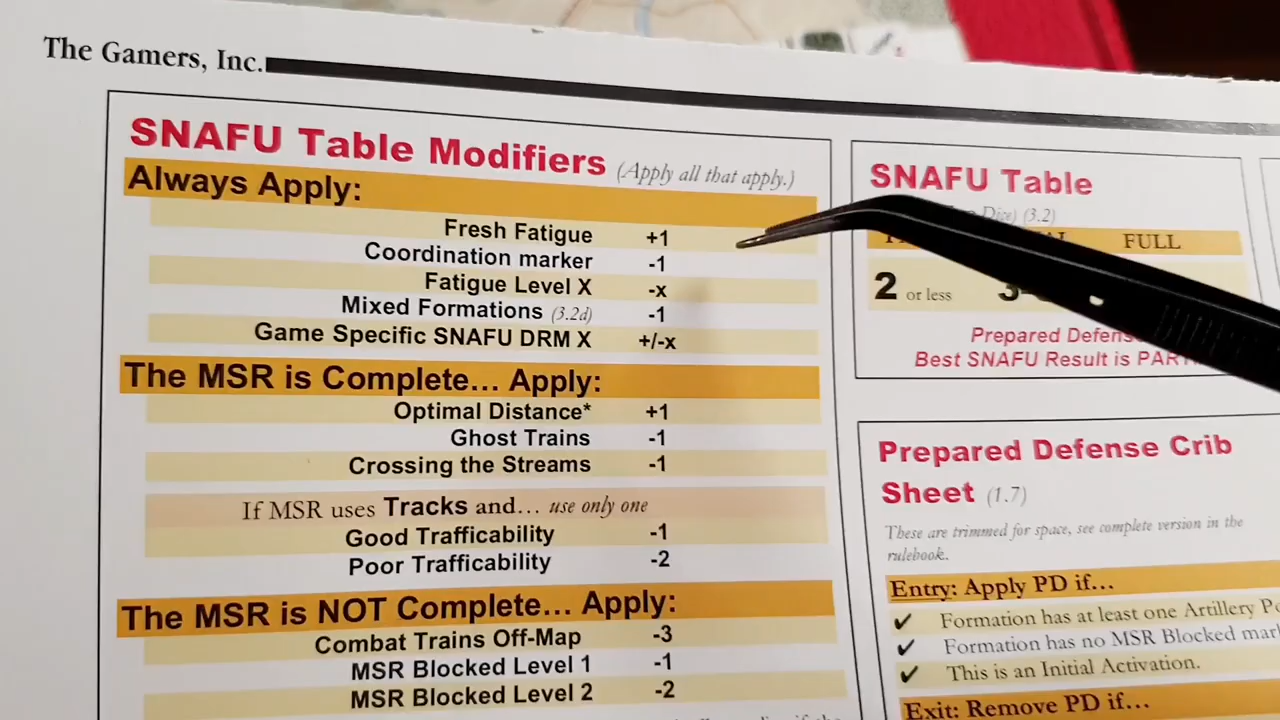 The Gamers, Inc.
SNAFU Table Modifiers (Apply all that apply.)
Always Apply:
Fresh Fatigue +1
Coordination marker -1
Fatigue Level X -x
Mixed Formations (3.2d) -1
Game Specific SNAFU DRM X +/-x
The MSR is Complete... Apply:
Optimal Distance* +1
Ghost Trains -1
Crossing the Streams -1
If MSR uses Tracks and... use only one
Good Trafficability -1
Poor Trafficability -2
The MSR is NOT Complete... Apply:
Combat Trains Off-Map -3
MSR Blocked Level 1 -1
MSR Blocked Level 2 -2
SNAFU Table
Dice) (3.2)
FULL
2 or less
Prepared Defens
Best SNAFU Result is PART
Prepared Defense Crib
Sheet (1.7)
These are trimmed for space, see complete version in the
rulebook.
Entry: Apply PD if...
✔ Formation has at least one Artillery Po
✔ Formation has no MSR Blocked mark
✔ This is an Initial Activation.
Exit: Remove PD if...